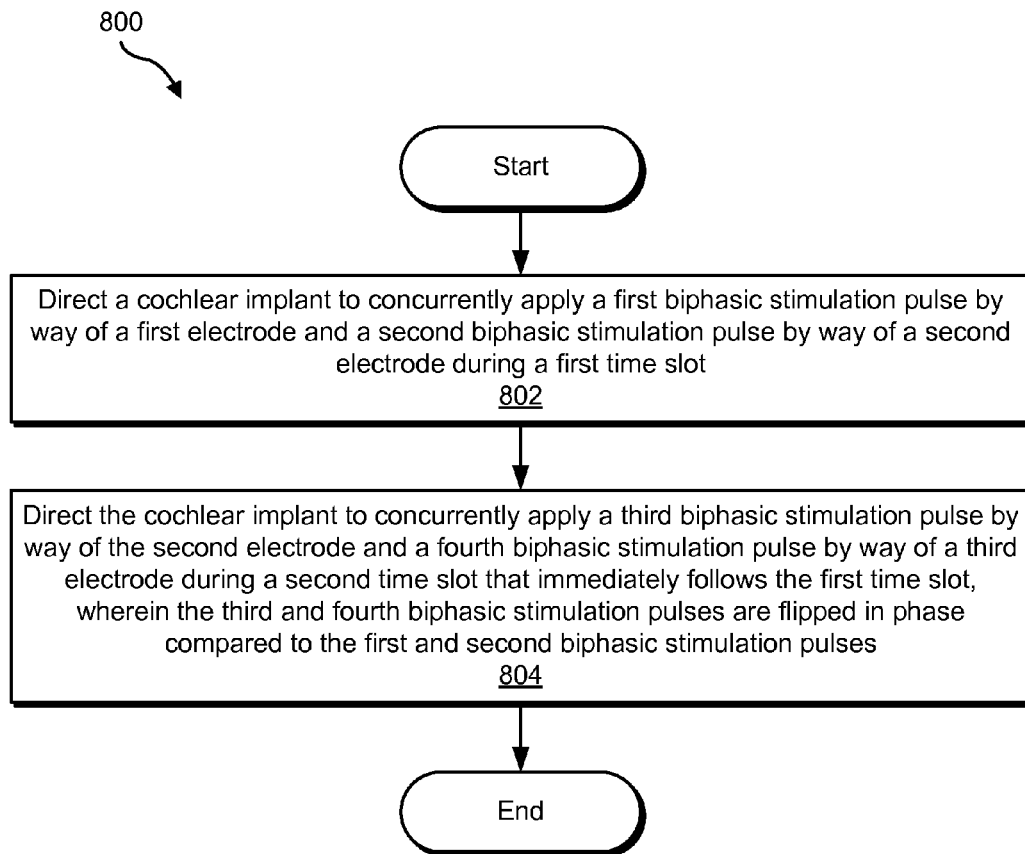 800
Start
Direct a cochlear implant to concurrently apply a first biphasic stimulation pulse by
way of a first electrode and a second biphasic stimulation pulse by way of a second
electrode during a first time slot
802
Direct the cochlear implant to concurrently apply a third biphasic stimulation pulse by
way of the second electrode and a fourth biphasic stimulation pulse by way of a third
electrode during a second time slot that immediately follows the first time slot,
wherein the third and fourth biphasic stimulation pulses are flipped in phase
compared to the first and second biphasic stimulation pulses
804
End